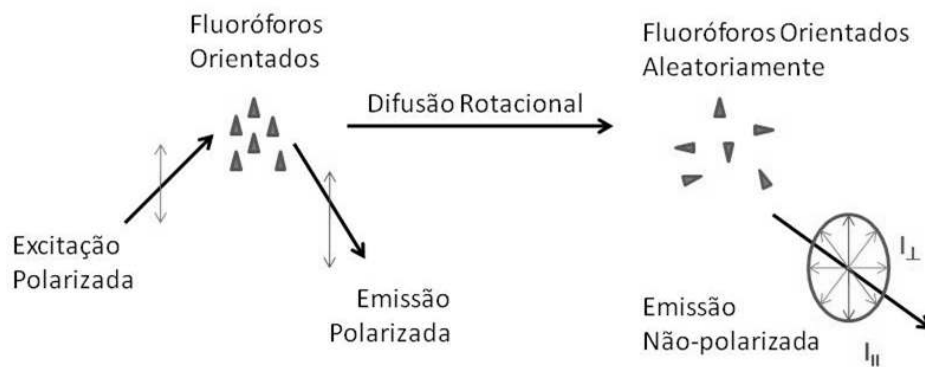 Fluoróforos
Orientados
Fluoróforos Orientados
Aleatoriamente
Difusão Rotacional
Excitação
Polarizada
Emissão
Polarizada
Emissão
Não-polarizada
I⊥
I||